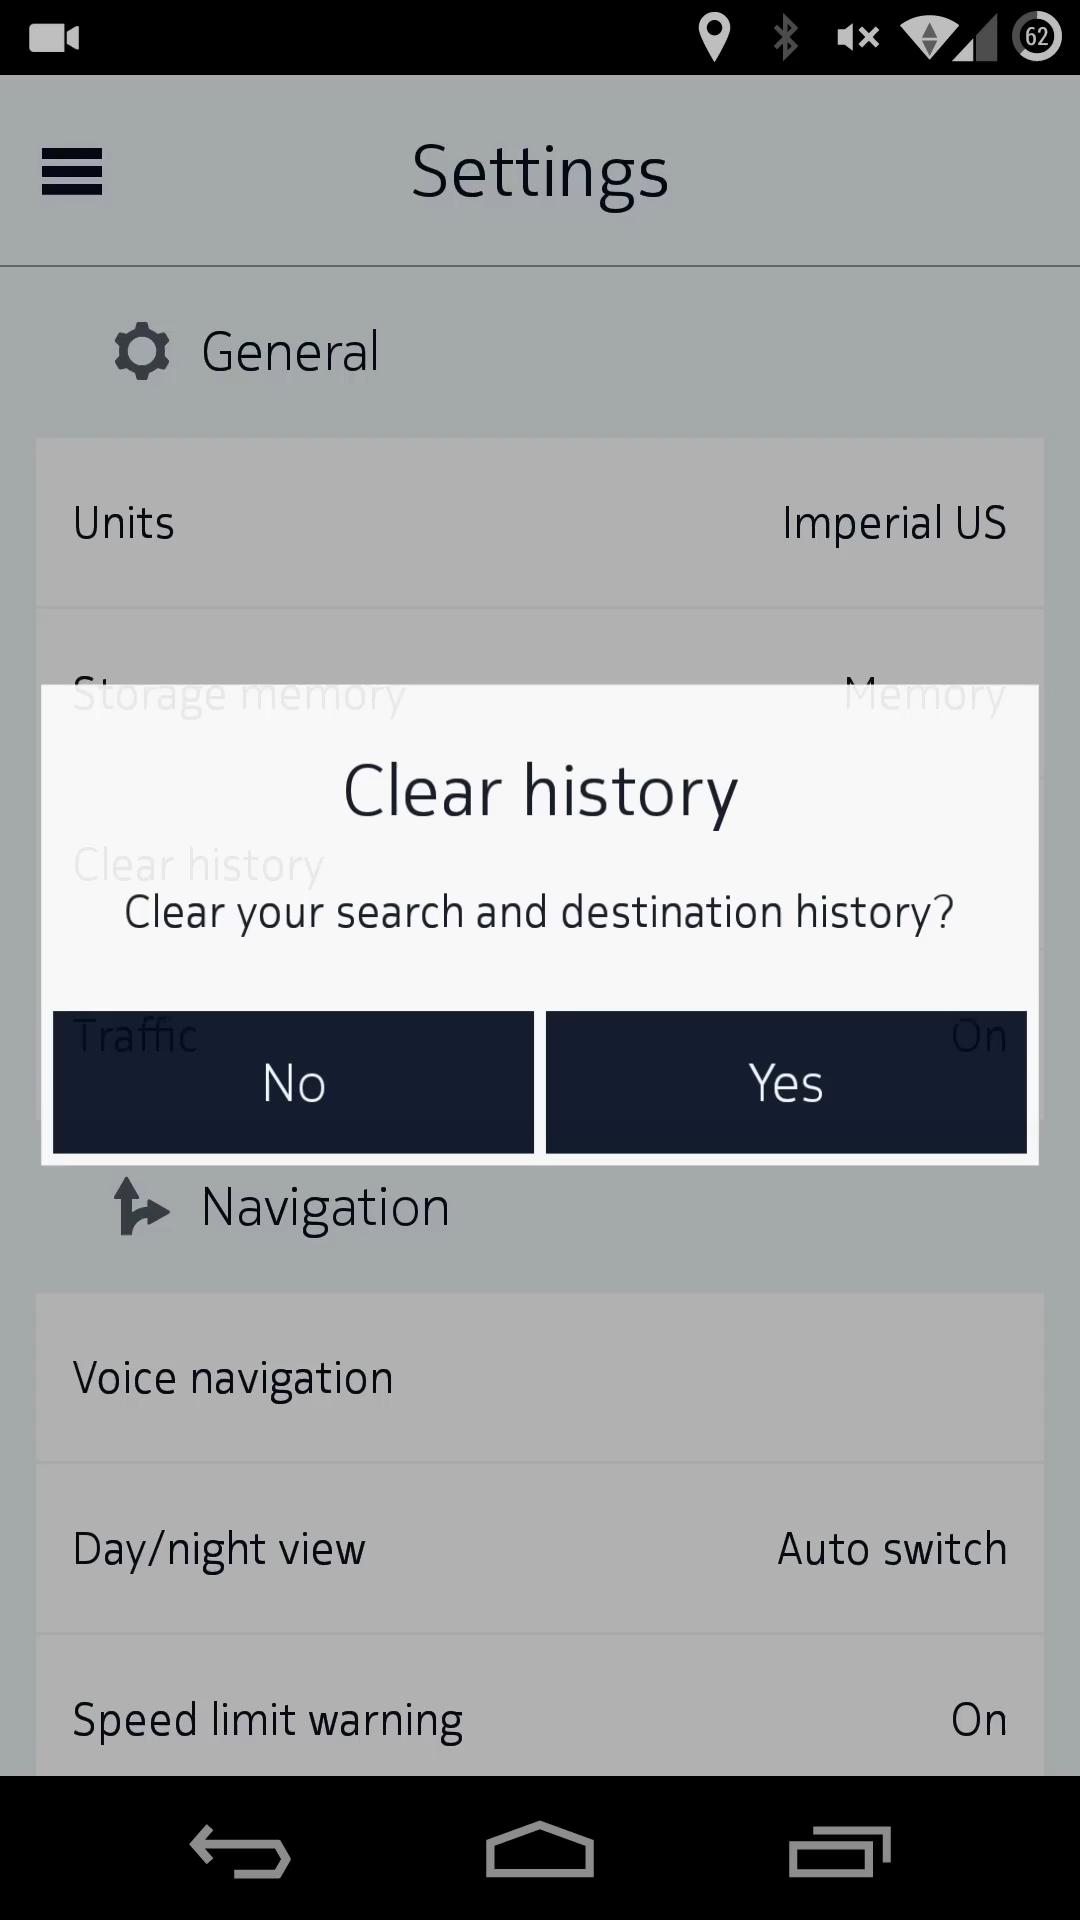 62
Settings
General
Units Imperial US
Storage memory Memory
Clear history
Clear history
Clear your search and destination history?
Traffic On
No Yes
Navigation
Voice navigation
Day/night view Auto switch
Speed limit warning On